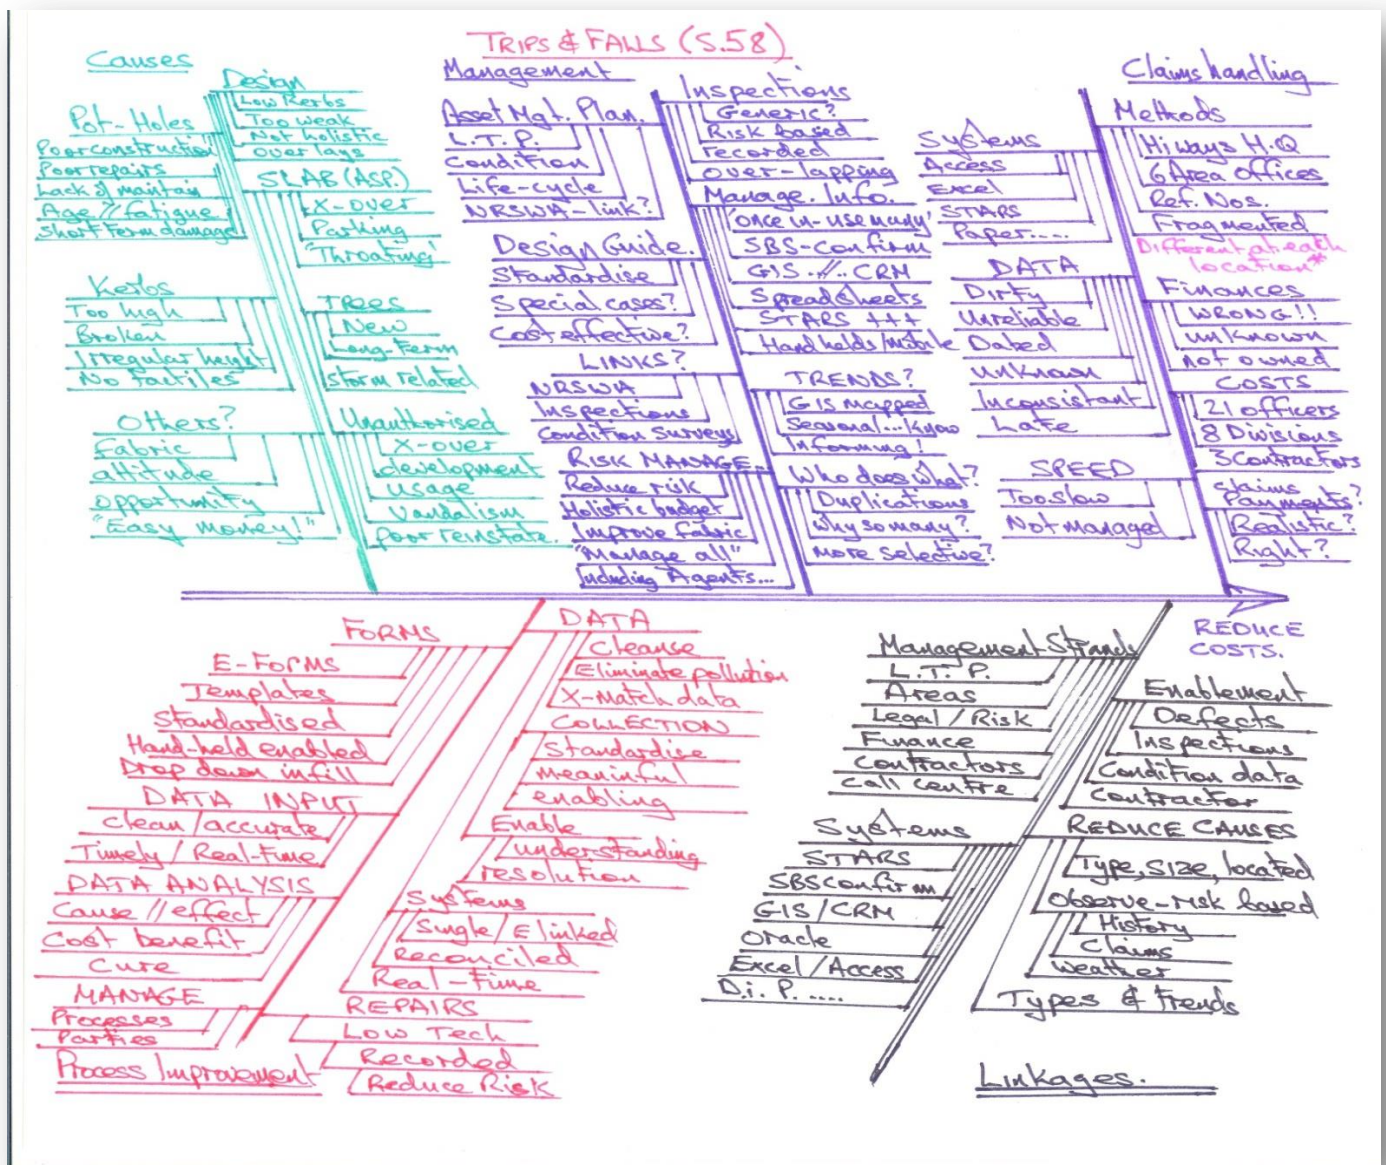 TRIPS & FALLS (S.58)
Causes
Design
Low Kerbs
Too weak
Not holistic
Overlays
Pot-Holes
Poor construction
Poor repairs
Lack of maintain
Age // fatigue
Short term damage
SLAB (ASP.)
X-over
Parking
'Throating'
Kerbs
Too high
Broken
Irregular height
No tactiles
TREES
New
Long-term
Storm related
Others?
Fabric
attitude
opportunity
"Easy money!"
Unauthorised
X-over
development
usage
Vandalism
poor reinstate.
Management
Asset Mgt. Plan.
L.T.P.
Condition
Life-cycle
NRSWA-link?
Inspections
Generic?
Risk based
recorded
over-lapping
Design Guide.
Standardise
Special cases?
Cost effective?
Manage. Info.
'once in-use many'
SBS-Confirm
GIS.//..CRM
Spreadsheets
STARS +++
Handhelds/mobile
LINKS?
NRSWA
Inspections
Condition Surveys
TRENDS?
GIS mapped
Seasonal...know
Informing!
RISK MANAGE...
Reduce risk
Holistic budget
Improve fabric
"Manage all"
Including Agents...
Who does what?
Duplications
why so many?
more selective?
Claims handling
Systems
Access
Excel
STARS
Paper....
Methods
Hiways H.Q
6 Area offices
Ref. Nos.
Fragmented
Different at each
location*
DATA
Dirty
Unreliable
Dated
unknown
Inconsistant
Late
Finances
WRONG!!
unknown
not owned
COSTS
21 officers
8 Divisions
3 Contractors
SPEED
Too slow
Not managed
Claims
Payments?
Realistic?
Right?
REDUCE
COSTS.
FORMS
E-Forms
Templates
Standardised
Hand-held enabled
Drop down infill
DATA
Cleanse
Eliminate pollution
X-match data
COLLECTION
Standardise
meaninful
enabling
DATA INPUT
clean/accurate
Timely/Real-time
Enable
understanding
resolution
DATA ANALYSIS
Cause // effect
Cost benefit
Cure
Systems
Single/E linked
Reconciled
Real-time
MANAGE
Processes
Parties
REPAIRS
Low Tech
Recorded
Reduce Risk
Process Improvement
Management Strands
L.T.P.
Areas
Legal/Risk
Finance
Contractors
Call centre
Enablement
Defects
Inspections
Condition data
Contractor
Systems
STARS
SBS Confirm
GIS/CRM
Oracle
Excel/Access
D.i.P. ....
REDUCE CAUSES
Type, size, located
Observe-risk based
History
Claims
Weather
Types & trends
Linkages.